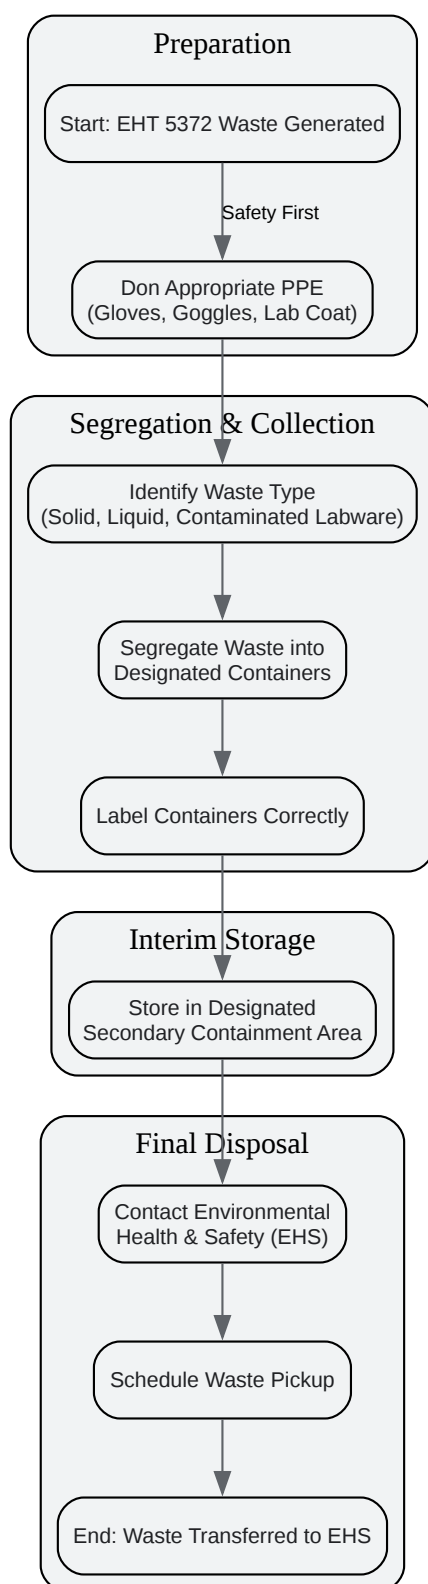 Preparation
Start: EHT 5372 Waste Generated
Safety First
Don Appropriate PPE
(Gloves, Goggles, Lab Coat)
Segregation & Collection
Identify Waste Type
(Solid, Liquid, Contaminated Labware)
Segregate Waste into
Designated Containers
Label Containers Correctly
Interim Storage
Store in Designated
Secondary Containment Area
Final Disposal
Contact Environmental
Health & Safety (EHS)
Schedule Waste Pickup
End: Waste Transferred to EHS